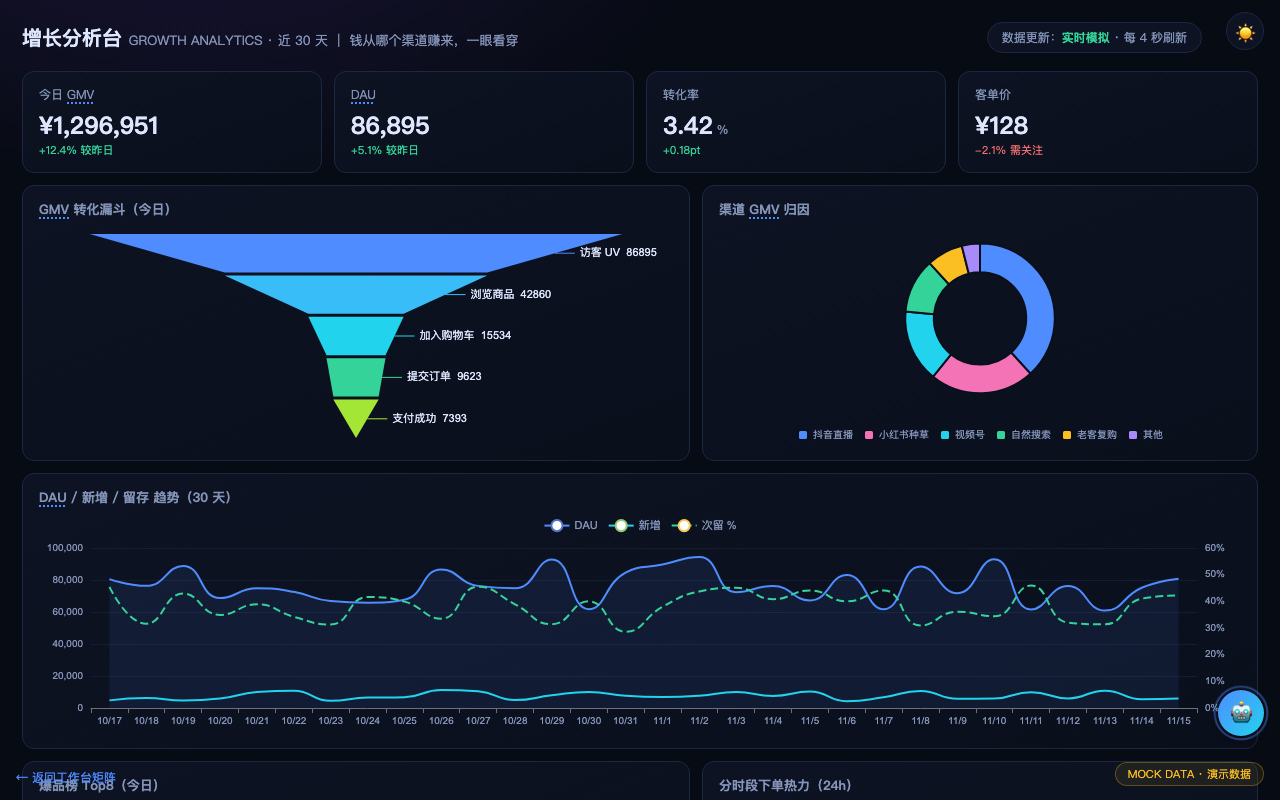 增长分析台 GROWTH ANALYTICS · 近 30 天 | 钱从哪个渠道赚来，一眼看穿
数据更新：实时模拟 · 每 4 秒刷新
今日 GMV
¥1,296,951
+12.4% 较昨日
DAU
86,895
+5.1% 较昨日
转化率
3.42 %
+0.18pt
客单价
¥128
−2.1% 需关注
GMV 转化漏斗（今日）
访客 UV 86895
浏览商品 42860
加入购物车 15534
提交订单 9623
支付成功 7393
渠道 GMV 归因
抖音直播 小红书种草 视频号 自然搜索 老客复购 其他
DAU / 新增 / 留存 趋势（30 天）
DAU 新增 次留 %
100,000
80,000
60,000
40,000
20,000
0
60%
50%
40%
30%
20%
10%
0%
10/17 10/18 10/19 10/20 10/21 10/22 10/23 10/24 10/25 10/26 10/27 10/28 10/29 10/30 10/31 11/1 11/2 11/3 11/4 11/5 11/6 11/7 11/8 11/9 11/10 11/11 11/12 11/13 11/14 11/15
← 返回工作台矩阵
爆品榜 Top8（今日）
分时段下单热力（24h）
MOCK DATA · 演示数据